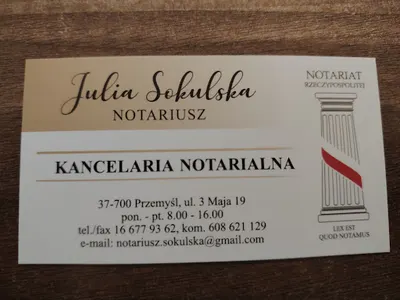 Julia Sokulska
NOTARIUSZ
NOTARIAT
RZECZYPOSPOLITEJ
KANCELARIA NOTARIALNA
37-700 Przemyśl, ul. 3 Maja 19
pon. - pt. 8.00 - 16.00
tel./fax 16 677 93 62, kom. 608 621 129
e-mail: notariusz.sokulska@gmail.com
LEX EST
QUOD NOTAMUS